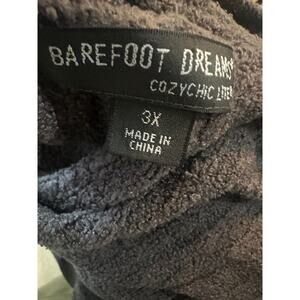 BAREFOOT DREAMS®
COZYCHIC LITE®
3X
MADE IN
CHINA